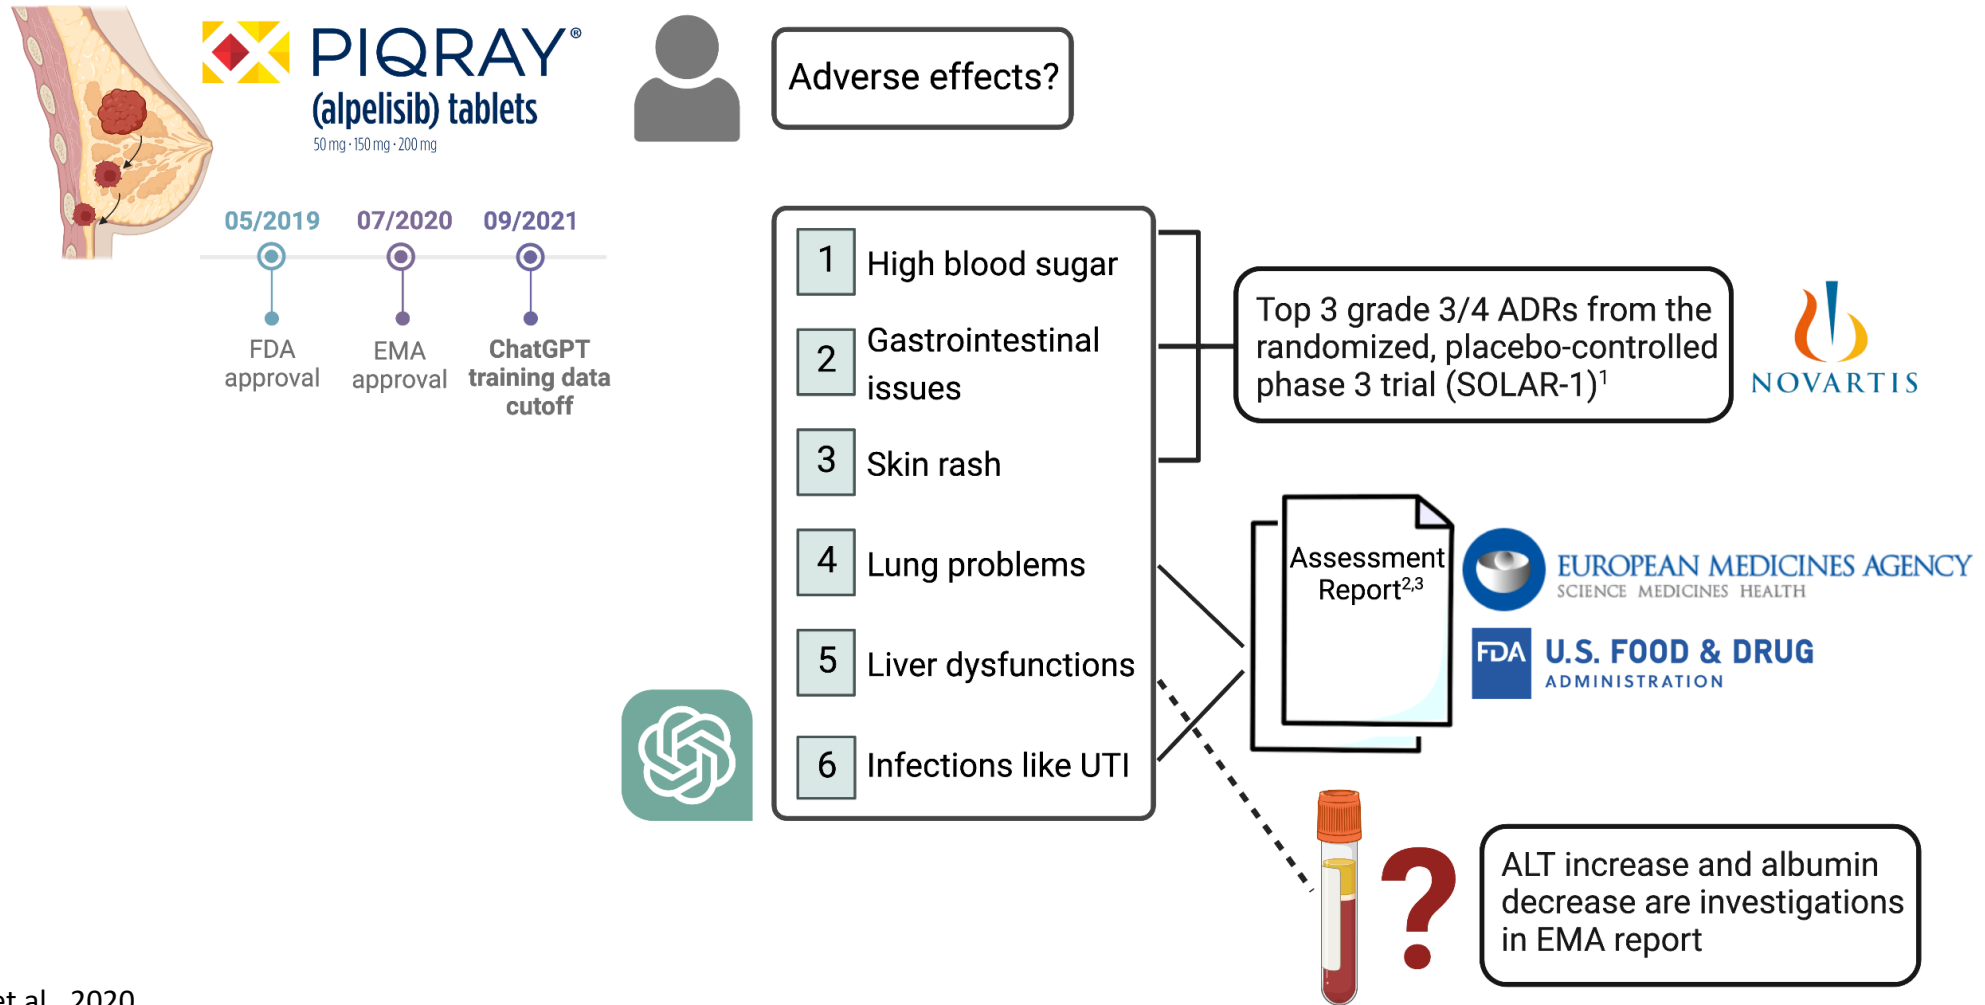 PIQRAY®
(alpelisib) tablets
50 mg · 150 mg · 200 mg
Adverse effects?
05/2019
07/2020
09/2021
FDA
approval
EMA
approval
ChatGPT
training data
cutoff
1 High blood sugar
2 Gastrointestinal
issues
3 Skin rash
4 Lung problems
5 Liver dysfunctions
6 Infections like UTI
Top 3 grade 3/4 ADRs from the
randomized, placebo-controlled
phase 3 trial (SOLAR-1)¹
NOVARTIS
Assessment
Report²,³
EUROPEAN MEDICINES AGENCY
SCIENCE MEDICINES HEALTH
FDA U.S. FOOD & DRUG
ADMINISTRATION
?
ALT increase and albumin
decrease are investigations
in EMA report
et al., 2020